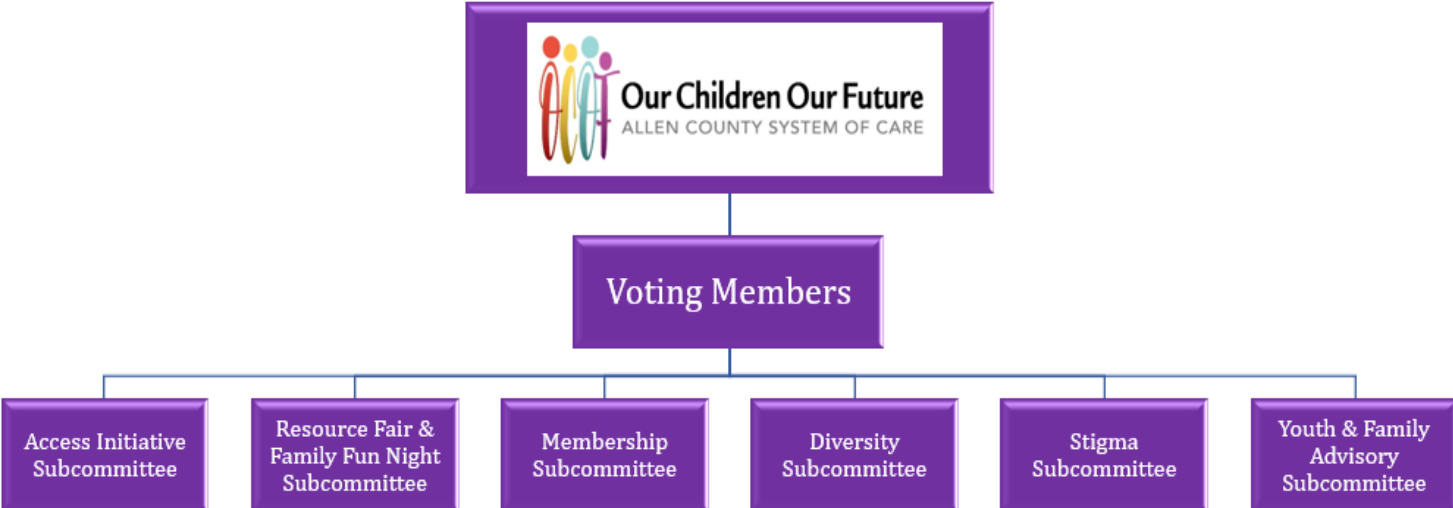 OCOF
Our Children Our Future
ALLEN COUNTY SYSTEM OF CARE
Voting Members
Access Initiative
Subcommittee
Resource Fair &
Family Fun Night
Subcommittee
Membership
Subcommittee
Diversity
Subcommittee
Stigma
Subcommittee
Youth & Family
Advisory
Subcommittee